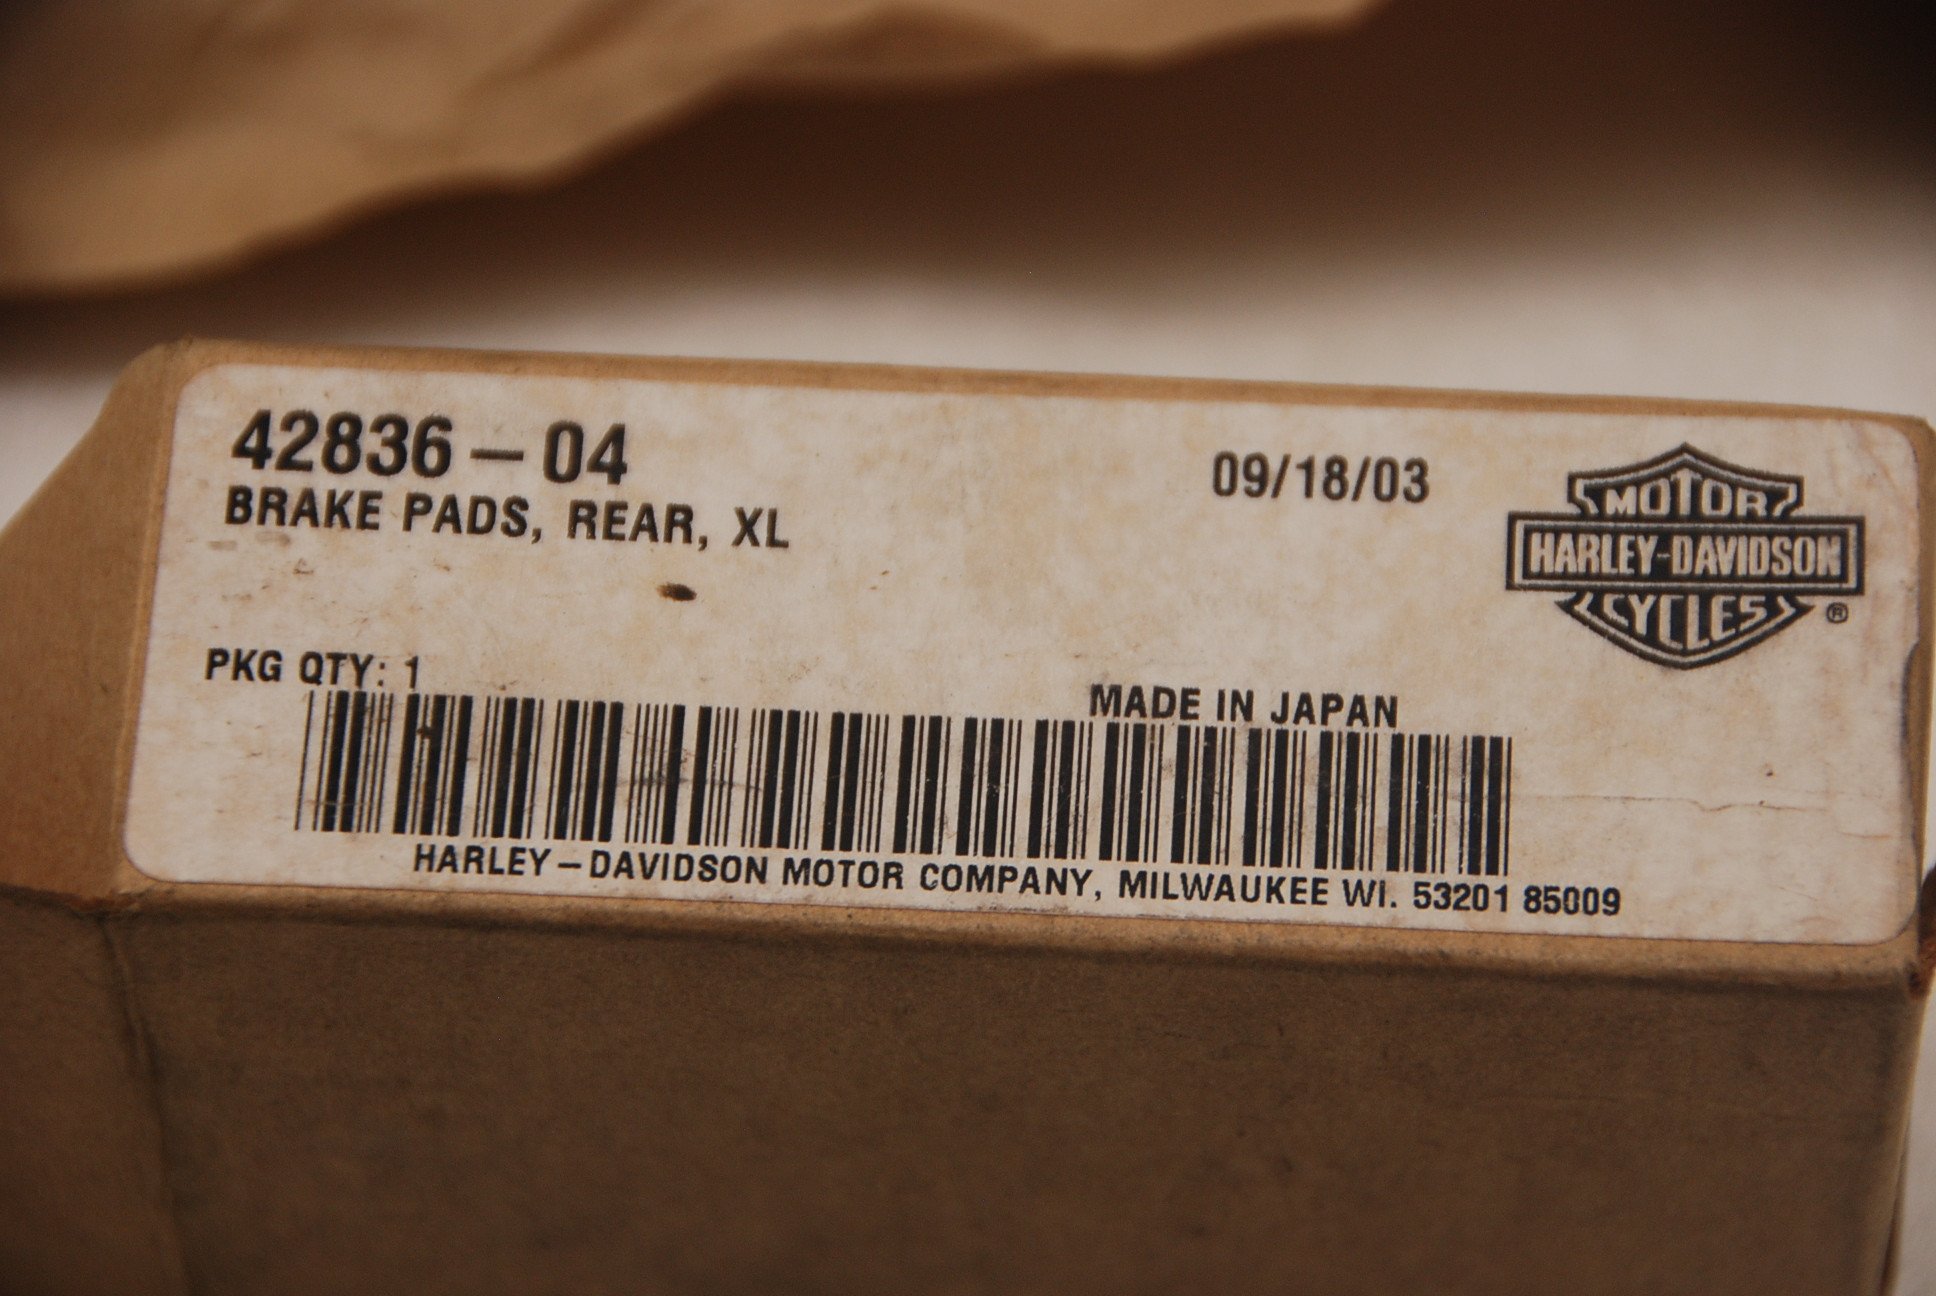 42836-04
09/18/03
BRAKE PADS, REAR, XL
MOTOR
HARLEY-DAVIDSON
CYCLES
®
PKG QTY: 1
MADE IN JAPAN
HARLEY-DAVIDSON MOTOR COMPANY, MILWAUKEE WI. 53201 85009